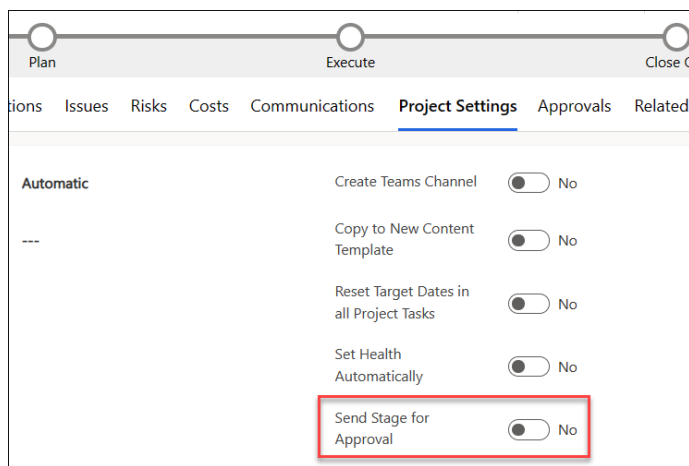 Plan Execute Close
tions Issues Risks Costs Communications Project Settings Approvals Related
Automatic
Create Teams Channel No
---
Copy to New Content
Template
No
Reset Target Dates in
all Project Tasks
No
Set Health
Automatically
No
Send Stage for
Approval
No